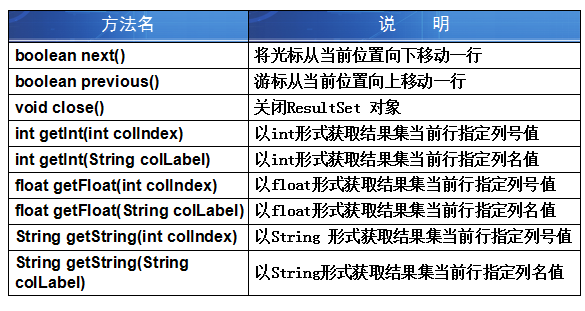 方法名 说 明
boolean next() 将光标从当前位置向下移动一行
boolean previous() 游标从当前位置向上移动一行
void close() 关闭ResultSet 对象
int getInt(int colIndex) 以int形式获取结果集当前行指定列号值
int getInt(String colLabel) 以int形式获取结果集当前行指定列名值
float getFloat(int colIndex) 以float形式获取结果集当前行指定列号值
float getFloat(String colLabel) 以float形式获取结果集当前行指定列名值
String getString(int colIndex) 以String 形式获取结果集当前行指定列号值
String getString(String
colLabel) 以String形式获取结果集当前行指定列名值